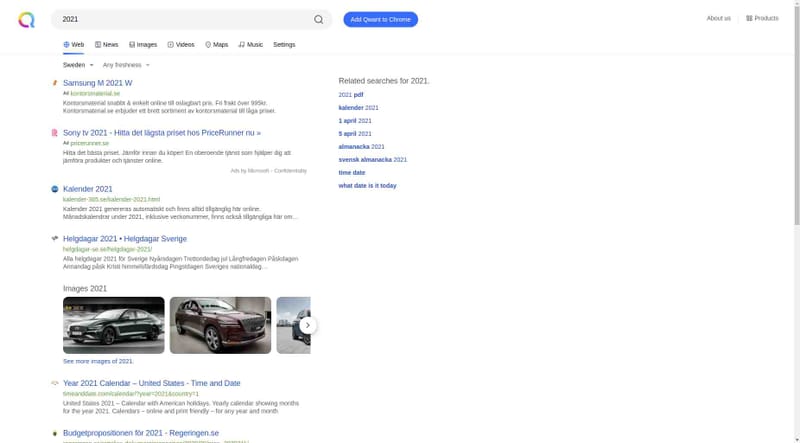 2021
Add Qwant to Chrome
About us
Products
Web
News
Images
Videos
Maps
Music
Settings
Sweden
Any freshness
Samsung M 2021 W
Ad kontorsmaterial.se
Kontorsmaterial snabbt & enkelt online till oslagbart pris. Fri frakt över 995kr.
Kontorsmaterial.se erbjuder ett brett sortiment av kontorsmaterial till låga priser.
Sony tv 2021 - Hitta det lägsta priset hos PriceRunner nu »
Ad pricerunner.se
Hitta det bästa priset. Jämför innan du köper! En oberoende tjänst som hjälper dig att
jämföra produkter och tjänster online.
Ads by Microsoft - Confidentiality
Kalender 2021
kalender-365.se/kalender-2021.html
Kalender 2021 genereras automatiskt och finns alltid tillgänglig här online.
Månadskalendrar under 2021, inklusive veckonummer, finns också tillgängliga här om…
Helgdagar 2021 • Helgdagar Sverige
helgdagar-se.se/helgdagar-2021/
Alla helgdagar 2021 för Sverige Nyårsdagen Trettondedag jul Långfredagen Påskdagen
Annandag påsk Kristi himmelsfärdsdag Pingstdagen Sveriges nationaldag…
Images 2021
See more images of 2021.
Year 2021 Calendar – United States - Time and Date
timeanddate.com/calendar/?year=2021&country=1
United States 2021 – Calendar with American holidays. Yearly calendar showing months
for the year 2021. Calendars – online and print friendly – for any year and month
Budgetpropositionen för 2021 - Regeringen.se
Related searches for 2021.
2021 pdf
kalender 2021
1 april 2021
5 april 2021
almanacka 2021
svensk almanacka 2021
time date
what date is it today